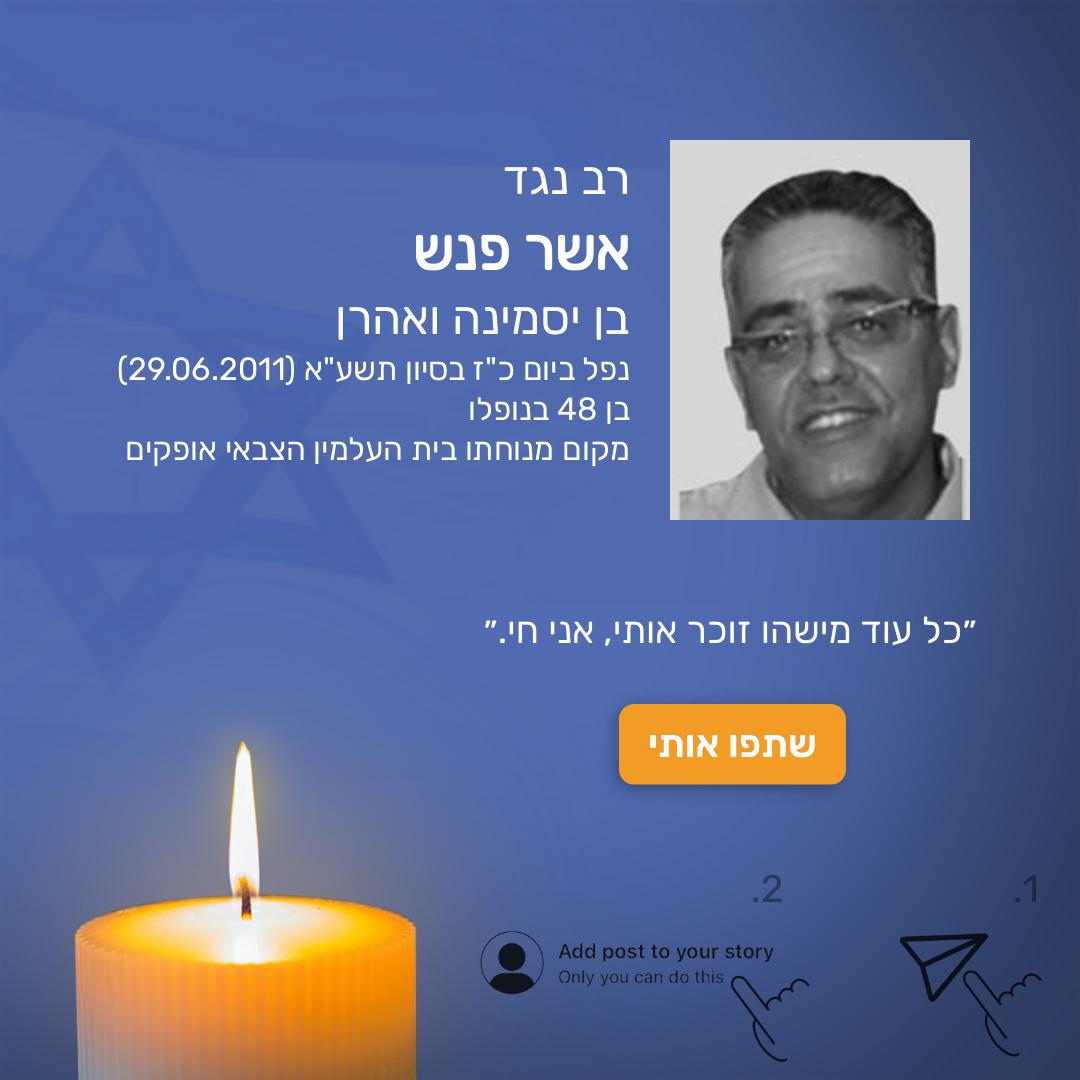 רב נגד
אשר פנש
בן יסמינה ואהרן
נפל ביום כ"ז בסיון תשע"א (29.06.2011)
בן 48 בנופלו
מקום מנוחתו בית העלמין הצבאי אופקים
״כל עוד מישהו זוכר אותי, אני חי.״
שתפו אותי
1.
2.
Add post to your story
Only you can do this